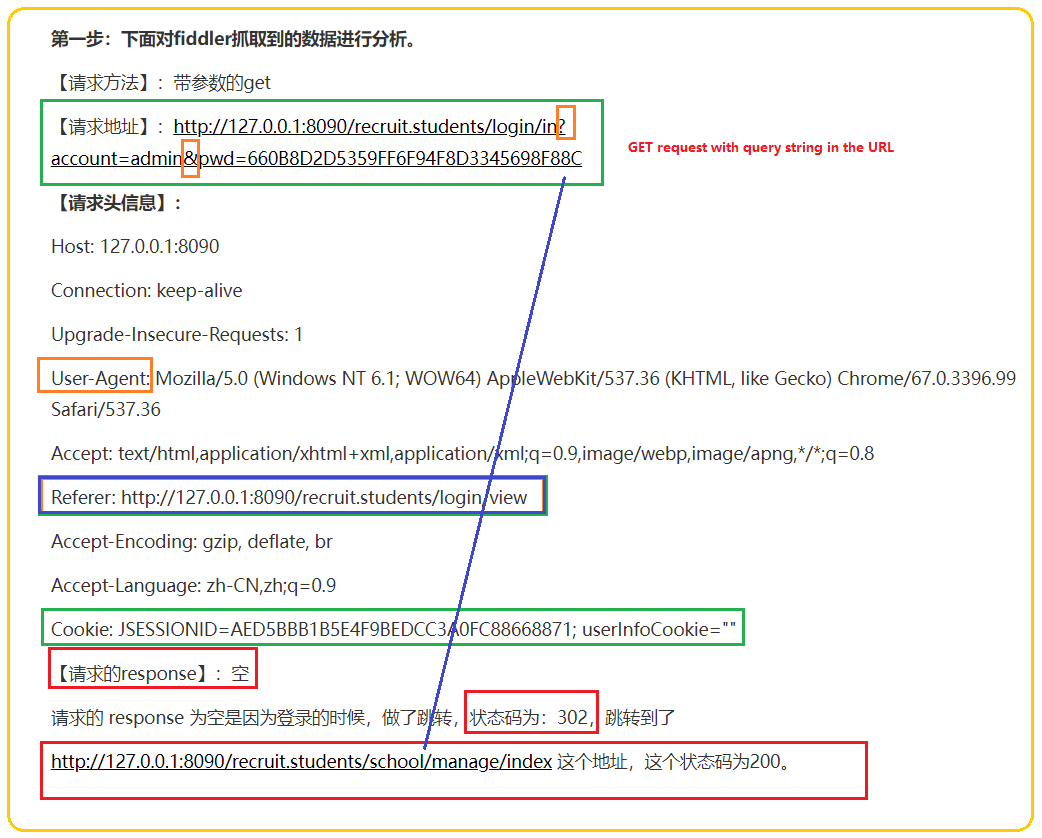 第一步：下面对fiddler抓取到的数据进行分析。
【请求方法】：带参数的get
【请求地址】：http://127.0.0.1:8090/recruit.students/login/in?
account=admin&pwd=660B8D2D5359FF6F94F8D3345698F88C
GET request with query string in the URL
【请求头信息】：
Host: 127.0.0.1:8090
Connection: keep-alive
Upgrade-Insecure-Requests: 1
User-Agent: Mozilla/5.0 (Windows NT 6.1; WOW64) AppleWebKit/537.36 (KHTML, like Gecko) Chrome/67.0.3396.99
Safari/537.36
Accept: text/html,application/xhtml+xml,application/xml;q=0.9,image/webp,image/apng,*/*;q=0.8
Referer: http://127.0.0.1:8090/recruit.students/login/view
Accept-Encoding: gzip, deflate, br
Accept-Language: zh-CN,zh;q=0.9
Cookie: JSESSIONID=AED5BBB1B5E4F9BEDCC3A0FC88668871; userInfoCookie=""
【请求的response】：空
请求的 response 为空是因为登录的时候，做了跳转，状态码为：302，跳转到了
http://127.0.0.1:8090/recruit.students/school/manage/index 这个地址，这个状态码为200。